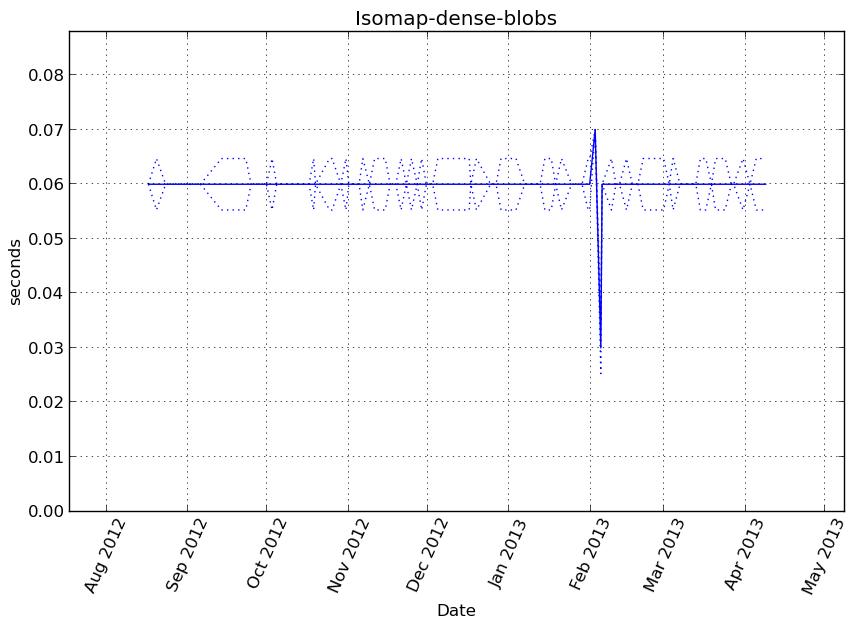 Isomap-dense-blobs
0.08
0.07
0.06
0.05
0.04
0.03
0.02
0.01
0.00
seconds
Aug 2012
Sep 2012
Oct 2012
Nov 2012
Dec 2012
Jan 2013
Feb 2013
Mar 2013
Apr 2013
May 2013
Date